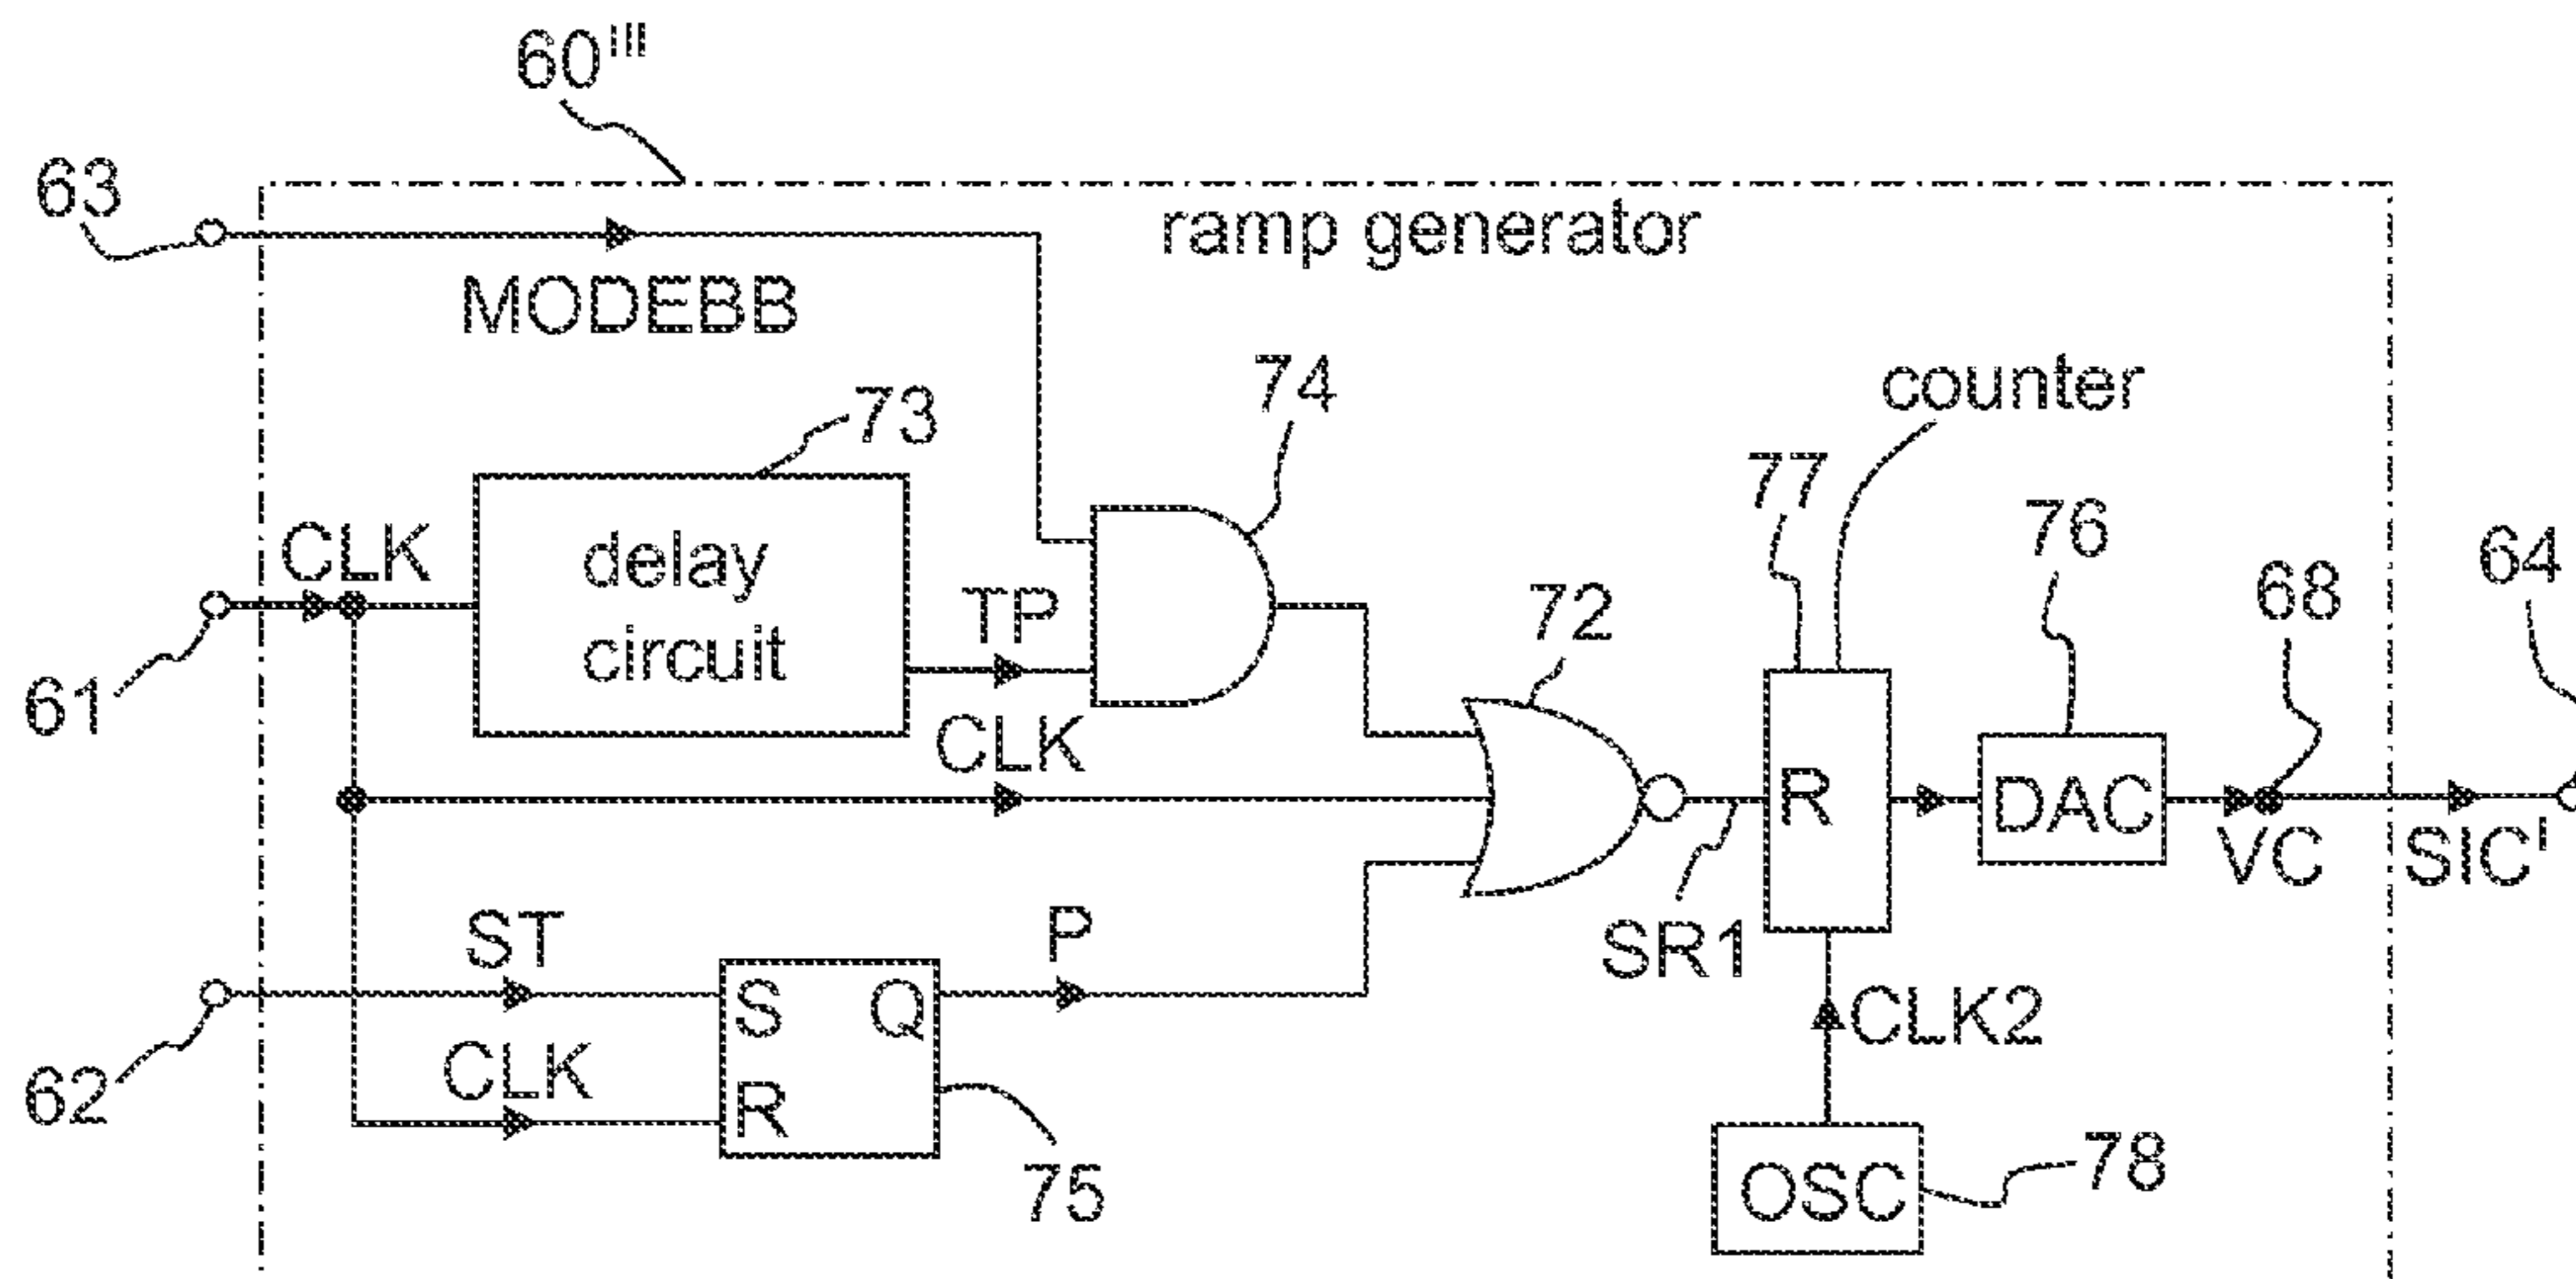 60'''
63
ramp generator
MODEBB
74
counter
73
77
76
CLK
delay
circuit
TP
72
68
64
61
CLK
R
DAC
VC
SIC'
ST
P
SR1
S
Q
CLK2
62
CLK
R
75
OSC
78